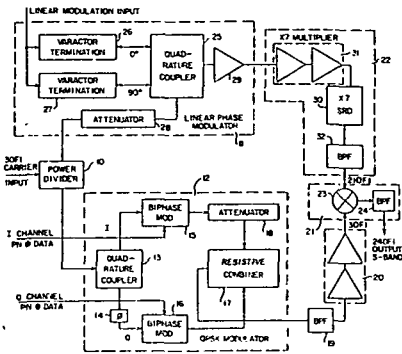 LINEAR MODULATION INPUT
VARACTOR TERMINATION
26
0°
VARACTOR TERMINATION
27
90°
QUAD-
RATURE
COUPLER
25
29
ATTENUATOR
28
LINEAR PHASE
MODULATOR
11
X7 MULTIPLIER
31
22
30
X7
SRD
32
BPF
210FI
23
24
BPF
21
30FI
240FI
OUTPUT
S-BAND
20
BPF
19
30FI
CARRIER
INPUT
POWER
DIVIDER
10
12
I CHANNEL
PN Ø DATA
I
BIPHASE
MOD
15
ATTENUATOR
18
QUAD-
RATURE
COUPLER
13
RESISTIVE
COMBINER
17
Q CHANNEL
PN Ø DATA
14
Ø
Q
16
BIPHASE
MOD
QPSK MODULATOR